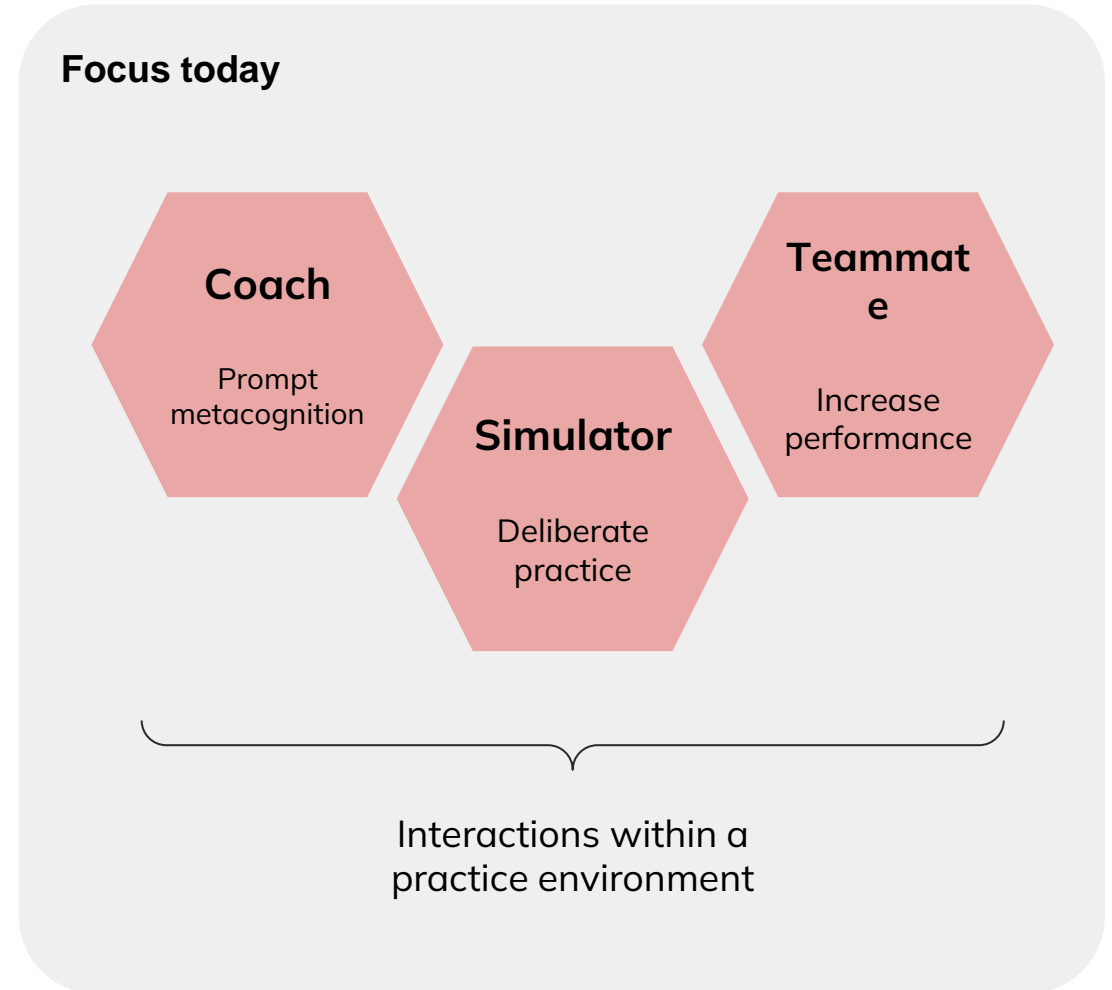 Focus today
Coach
Prompt
metacognition
Simulator
Deliberate
practice
Teammat
e
Increase
performance
Interactions within a
practice environment